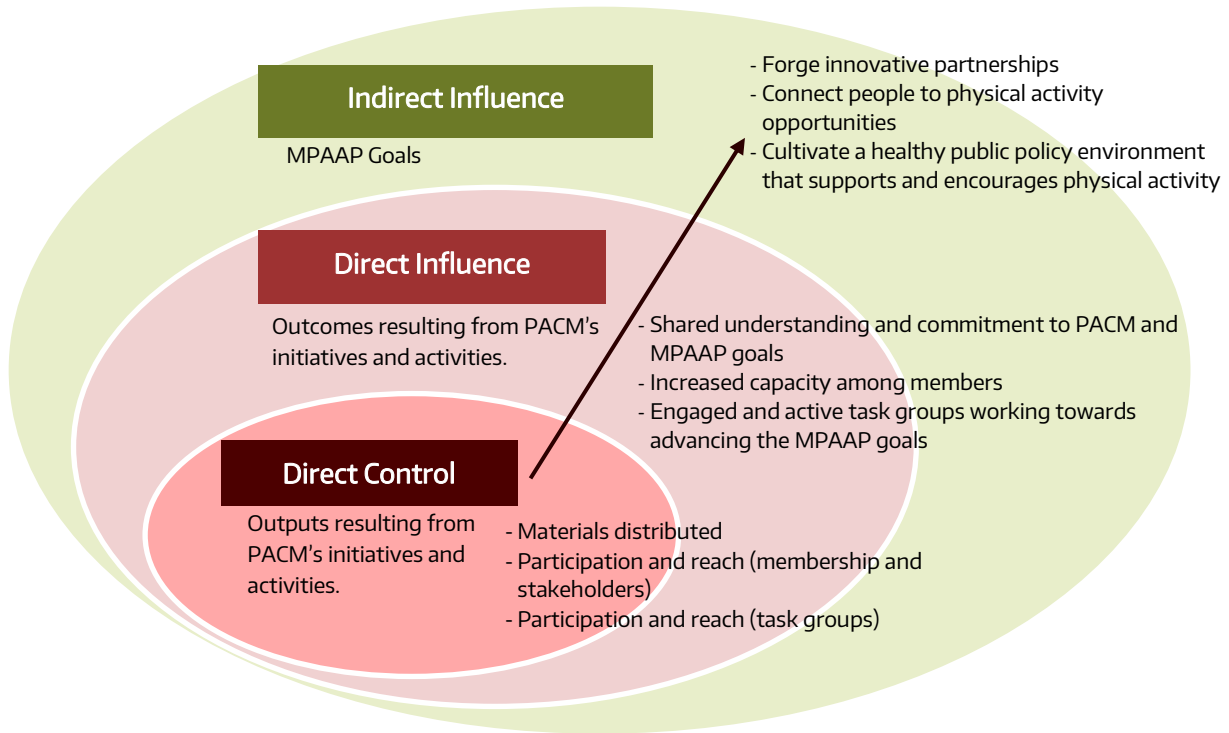 Indirect Influence
MPAAP Goals
- Forge innovative partnerships
- Connect people to physical activity
opportunities
- Cultivate a healthy public policy environment
that supports and encourages physical activity
Direct Influence
Outcomes resulting from PACM's
initiatives and activities.
- Shared understanding and commitment to PACM and
MPAAP goals
- Increased capacity among members
- Engaged and active task groups working towards
advancing the MPAAP goals
Direct Control
Outputs resulting from
PACM's initiatives and
activities.
- Materials distributed
- Participation and reach (membership and
stakeholders)
- Participation and reach (task groups)